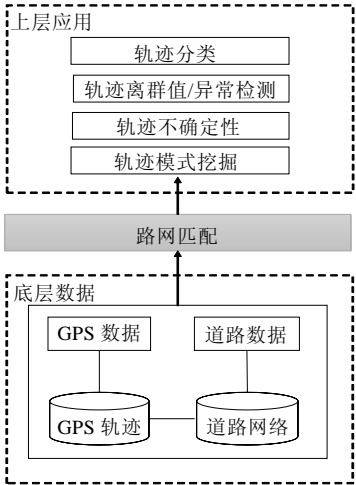 上层应用
轨迹分类
轨迹离群值/异常检测
轨迹不确定性
轨迹模式挖掘
路网匹配
底层数据
GPS 数据
道路数据
GPS 轨迹
道路网络